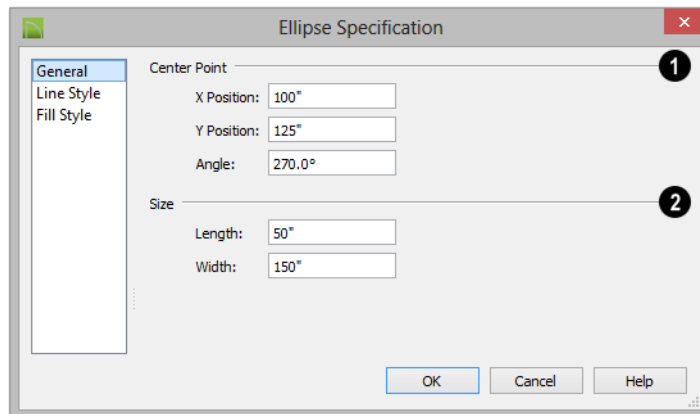 Ellipse Specification
General
Line Style
Fill Style
Center Point
1
X Position: 100"
Y Position: 125"
Angle: 270.0°
Size
2
Length: 50"
Width: 150"
OK
Cancel
Help